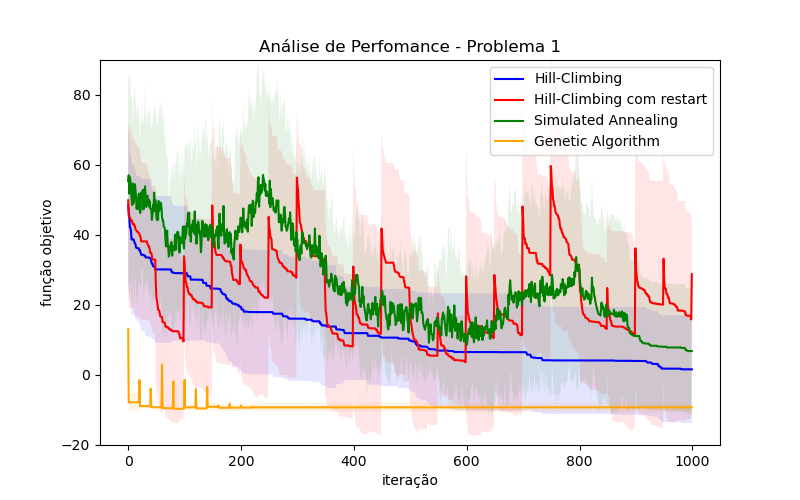 Análise de Perfomance - Problema 1
Hill-Climbing
Hill-Climbing com restart
Simulated Annealing
Genetic Algorithm
função objetivo
80
60
40
20
0
−20
0 200 400 600 800 1000
iteração